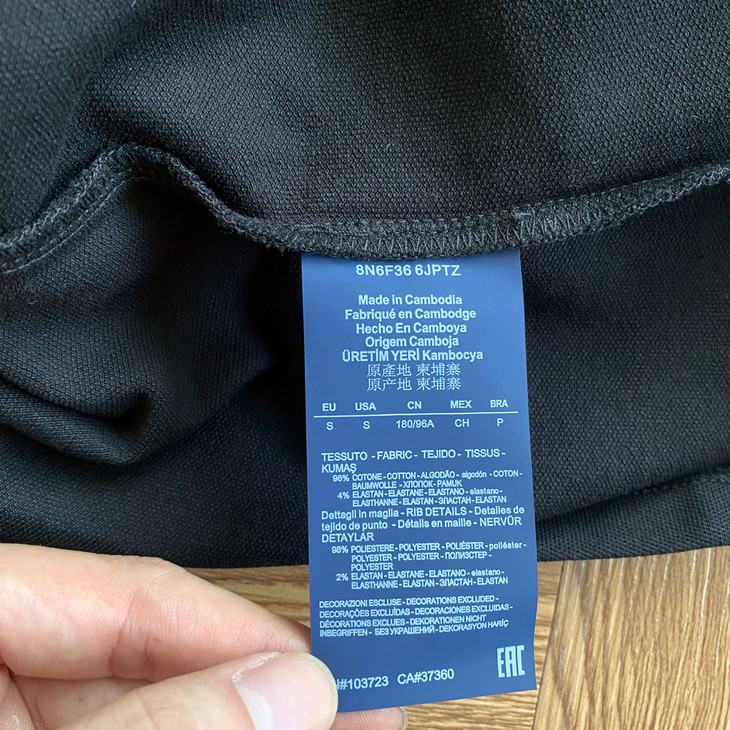 8N6F36 6JPTZ
Made in Cambodia
Fabriqué en Cambodge
Hecho En Camboya
Origem Camboja
ÜRETİM YERİ Kambocya
原產地 柬埔寨
原产地 柬埔寨
EU USA CN MEX BRA
S S 180/96A CH P
TESSUTO - FABRIC - TEJIDO - TISSUS -
KUMAŞ
96% COTONE - COTTON - ALGODÃO - algodón - COTON -
BAUMWOLLE - ХЛОПОК - PAMUK
4% ELASTAN - ELASTANE - ELASTANO - elastano -
ELASTHANNE - ELASTAN - ЭЛАСТАН - ELASTAN
Dettagli in maglia - RIB DETAILS - Detalles de
tejido de punto - Détails en maille - NERVÜR
DETAYLAR
98% POLIESTERE - POLYESTER - POLIÉSTER - poliéster -
POLYESTER - POLYESTER - ПОЛИЭСТЕР -
POLYESTER
2% ELASTAN - ELASTANE - ELASTANO - elastano -
ELASTHANNE - ELASTAN - ЭЛАСТАН - ELASTAN
DECORAZIONI ESCLUSE - DECORATIONS EXCLUDED -
DECORAÇÕES EXCLUÍDAS - DECORACIONES EXCLUIDAS -
DÉCORATIONS EXCLUES - DEKORATIONEN NICHT
INBEGRIFFEN - БЕЗ УКРАШЕНИЙ - DEKORASYON HARİÇ
#103723 CA#37360
EAC